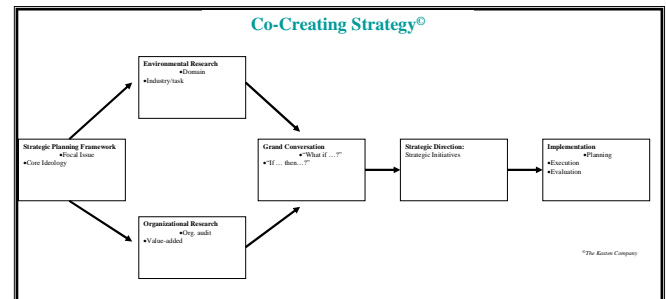 Co-Creating Strategy©
Environmental Research
•Domain
•Industry/task
Strategic Planning Framework
•Focal Issue
•Core Ideology
Grand Conversation
•“What if …?”
•“If … then…?”
Strategic Direction:
Strategic Initiatives
Implementation
•Planning
•Execution
•Evaluation
Organizational Research
•Org. audit
•Value-added
©The Kasten Company